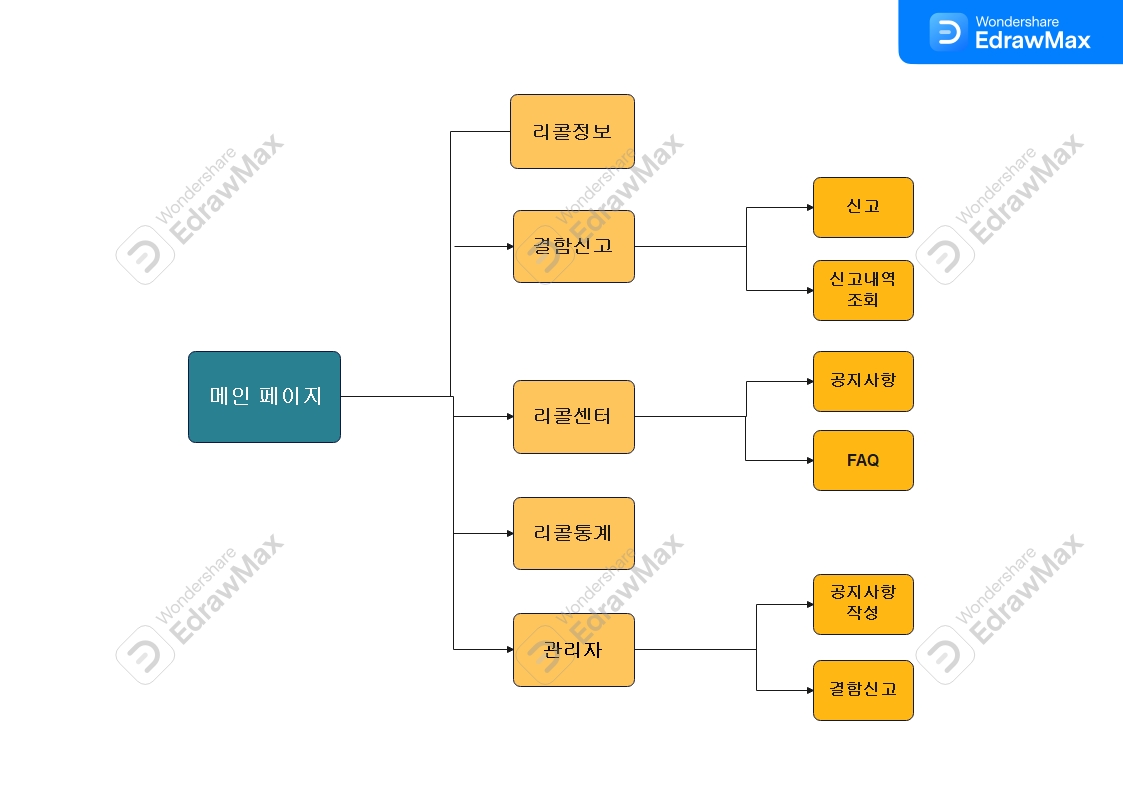 Wondershare
EdrawMax
리콜정보
결함신고
신고
신고내역
조회
메인 페이지
리콜센터
공지사항
FAQ
리콜통계
관리자
공지사항
작성
결함신고
Wondershare
EdrawMax
Wondershare
EdrawMax
Wondershare
EdrawMax
Wondershare
EdrawMax
Wondershare
EdrawMax
Wondershare
EdrawMax